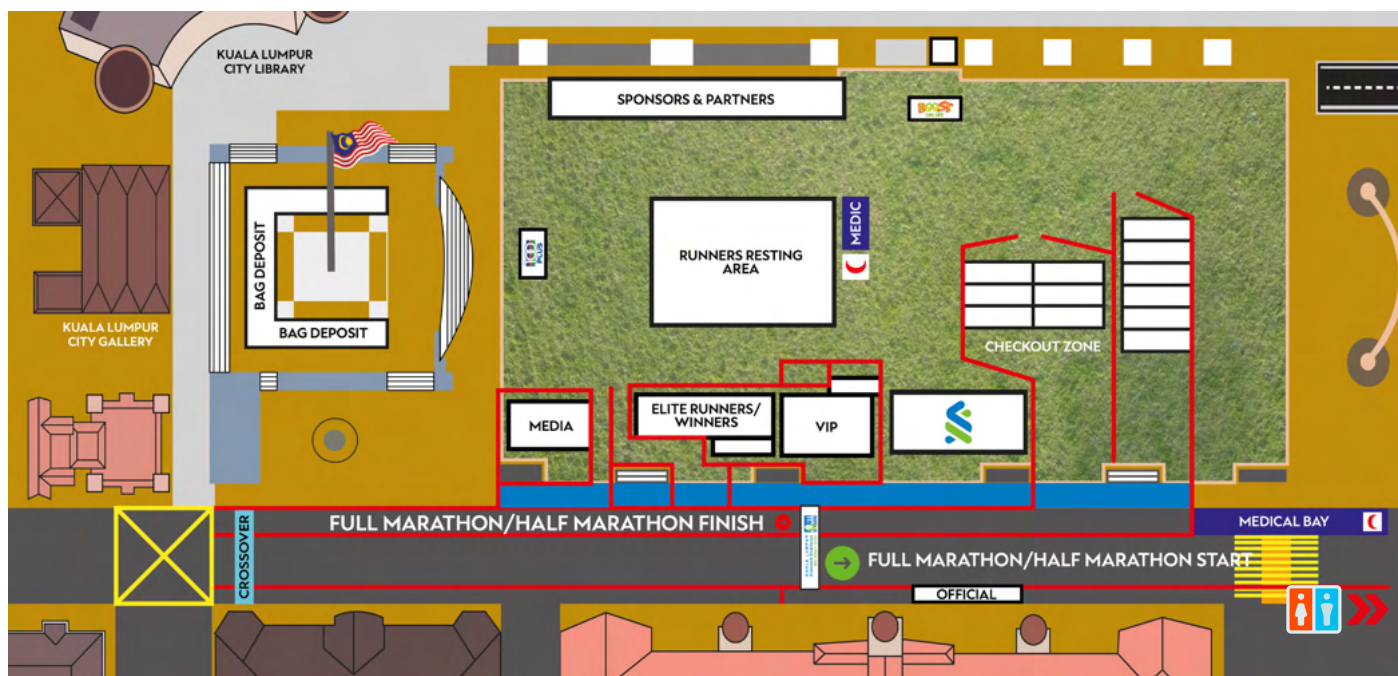 KUALA LUMPUR
CITY LIBRARY
SPONSORS & PARTNERS
BOOST
BAG DEPOSIT
BAG DEPOSIT
100
PLUS
RUNNERS RESTING
AREA
MEDIC
KUALA LUMPUR
CITY GALLERY
CHECKOUT ZONE
MEDIA
ELITE RUNNERS/
WINNERS
VIP
CROSSOVER
FULL MARATHON/HALF MARATHON FINISH
MEDICAL BAY
FULL MARATHON/HALF MARATHON START
OFFICIAL